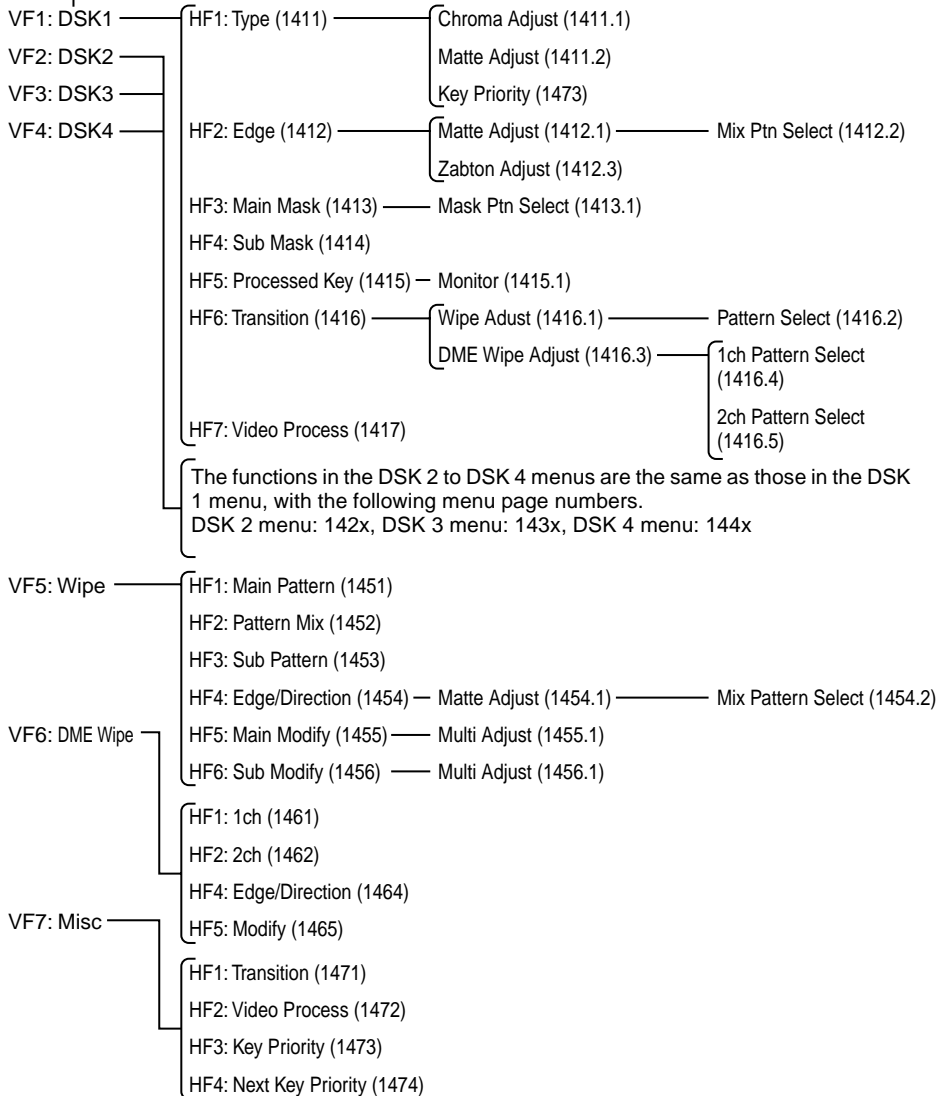 VF1: DSK1
HF1: Type (1411)
Chroma Adjust (1411.1)
Matte Adjust (1411.2)
Key Priority (1473)
VF2: DSK2
VF3: DSK3
VF4: DSK4
HF2: Edge (1412)
Matte Adjust (1412.1)
Mix Ptn Select (1412.2)
Zabton Adjust (1412.3)
HF3: Main Mask (1413)
Mask Ptn Select (1413.1)
HF4: Sub Mask (1414)
HF5: Processed Key (1415)
Monitor (1415.1)
HF6: Transition (1416)
Wipe Adust (1416.1)
Pattern Select (1416.2)
DME Wipe Adjust (1416.3)
1ch Pattern Select
(1416.4)
2ch Pattern Select
(1416.5)
HF7: Video Process (1417)
The functions in the DSK 2 to DSK 4 menus are the same as those in the DSK
1 menu, with the following menu page numbers.
DSK 2 menu: 142x, DSK 3 menu: 143x, DSK 4 menu: 144x
VF5: Wipe
HF1: Main Pattern (1451)
HF2: Pattern Mix (1452)
HF3: Sub Pattern (1453)
HF4: Edge/Direction (1454)
Matte Adjust (1454.1)
Mix Pattern Select (1454.2)
HF5: Main Modify (1455)
Multi Adjust (1455.1)
HF6: Sub Modify (1456)
Multi Adjust (1456.1)
VF6: DME Wipe
HF1: 1ch (1461)
HF2: 2ch (1462)
HF4: Edge/Direction (1464)
HF5: Modify (1465)
VF7: Misc
HF1: Transition (1471)
HF2: Video Process (1472)
HF3: Key Priority (1473)
HF4: Next Key Priority (1474)